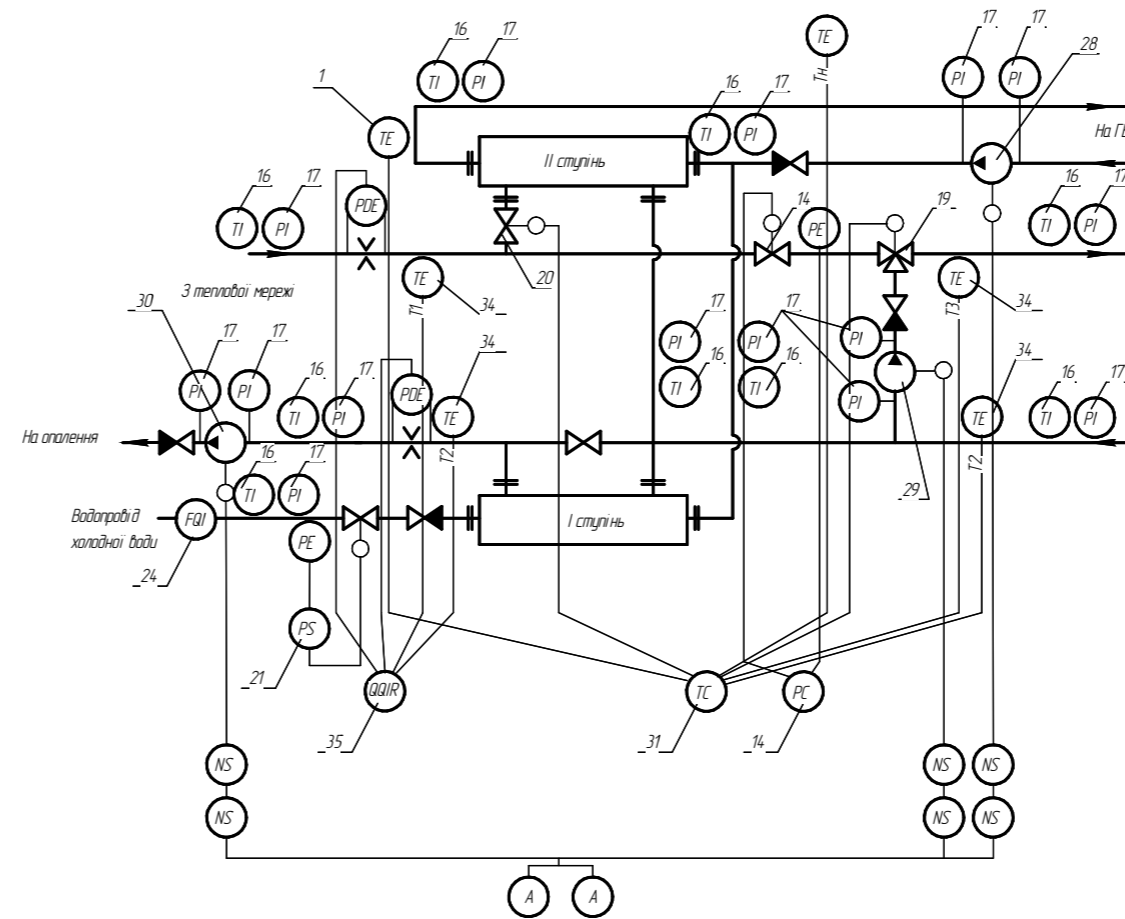 16 17 17 17 28
TE
TI PI Тн PI PI
1 16 17
TE TI PI На ГВ
II ступінь
16 17 PDE 14 PE 19 16 17
TI PI TI PI
20
З теплової мережі TE TE
30 34 34
T1 T3
17 17 17 17
PI PI
34 34
16 17 PDE 16 16 PI 16 17
PI PI TI PI TE TI TI PI TE TI PI
На опалення
T2 T2
16 17 29
TI PI
Водопровід FQI I ступінь
холодної води PE
24
PS
21 QQIR TC PC
35 31 14
NS NS NS
NS NS NS
A A